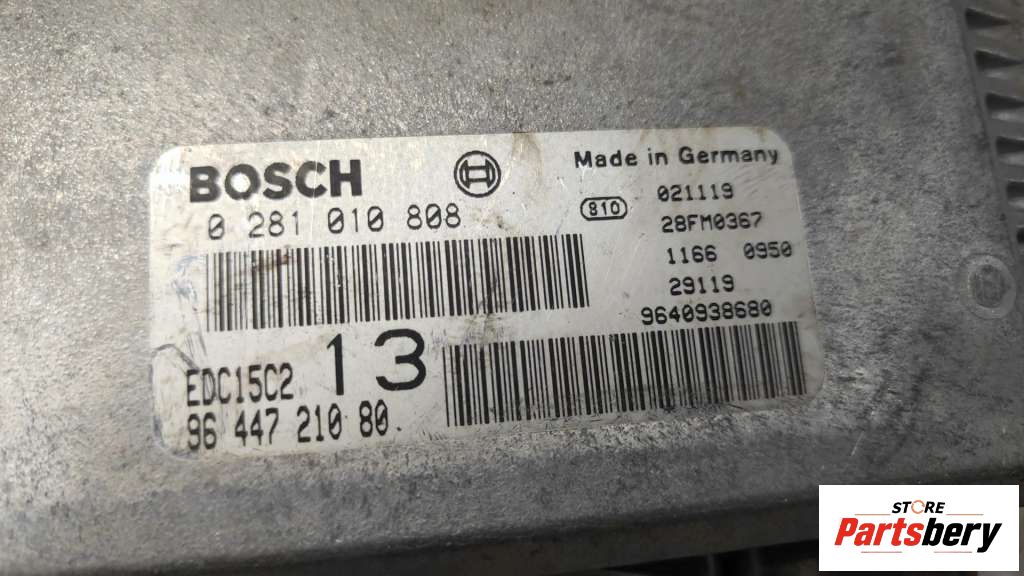 BOSCH
Made in Germany
0 281 010 808
810
021119
28FM0367
1166 0950
29119
9640938680
EDC15C2
13
96 447 210 80
STORE
Partsbery